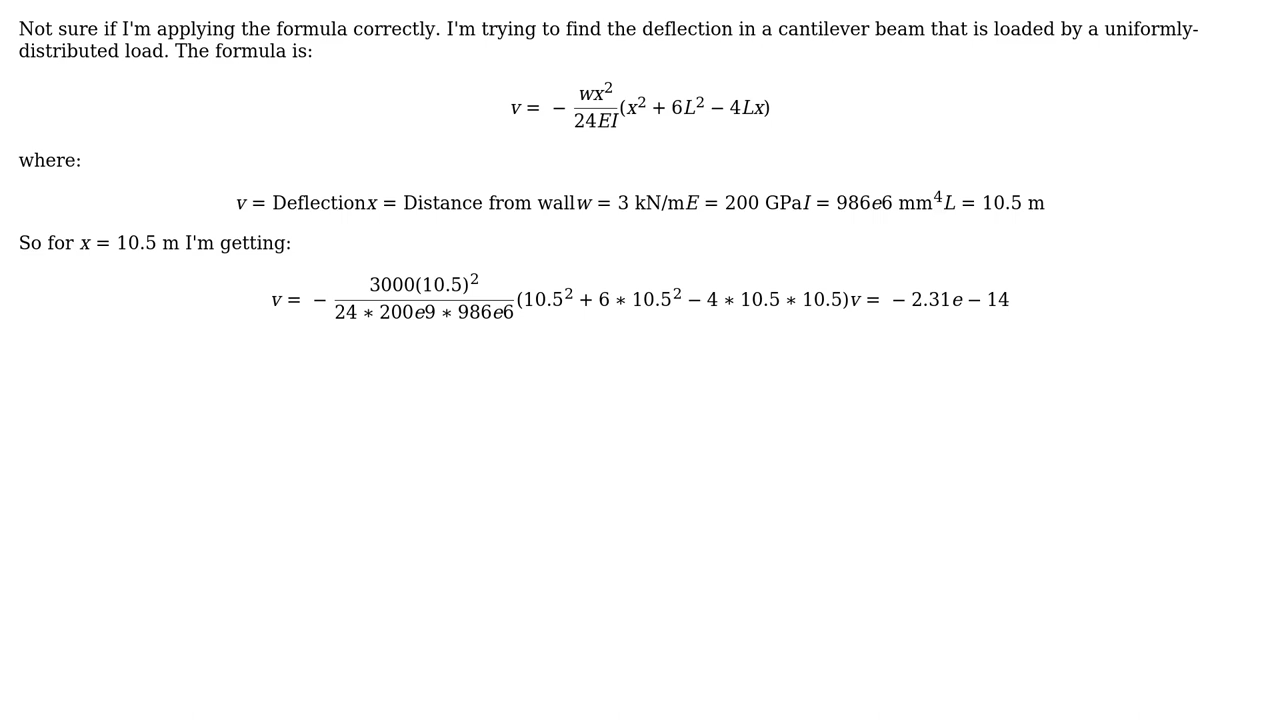 Not sure if I'm applying the formula correctly. I'm trying to find the deflection in a cantilever beam that is loaded by a uniformly-
distributed load. The formula is:
v = − wx²/24EI (x² + 6L² − 4Lx)
where:
v = Deflectionx = Distance from wallw = 3 kN/mE = 200 GPaI = 986e6 mm⁴L = 10.5 m
So for x = 10.5 m I'm getting:
v = − 3000(10.5)²/24 ∗ 200e9 ∗ 986e6 (10.5² + 6 ∗ 10.5² − 4 ∗ 10.5 ∗ 10.5)v = − 2.31e − 14